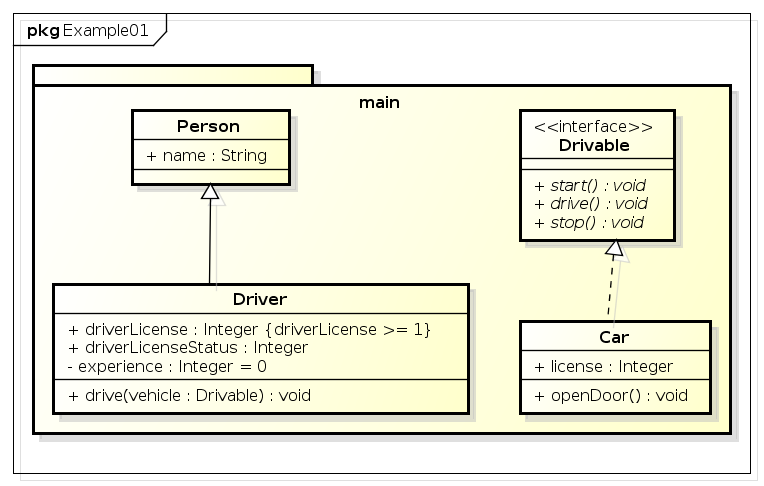 pkg Example01
main
Person
+ name : String
<<interface>>
Drivable
+ start() : void
+ drive() : void
+ stop() : void
Driver
+ driverLicense : Integer {driverLicense >= 1}
+ driverLicenseStatus : Integer
- experience : Integer = 0
+ drive(vehicle : Drivable) : void
Car
+ license : Integer
+ openDoor() : void